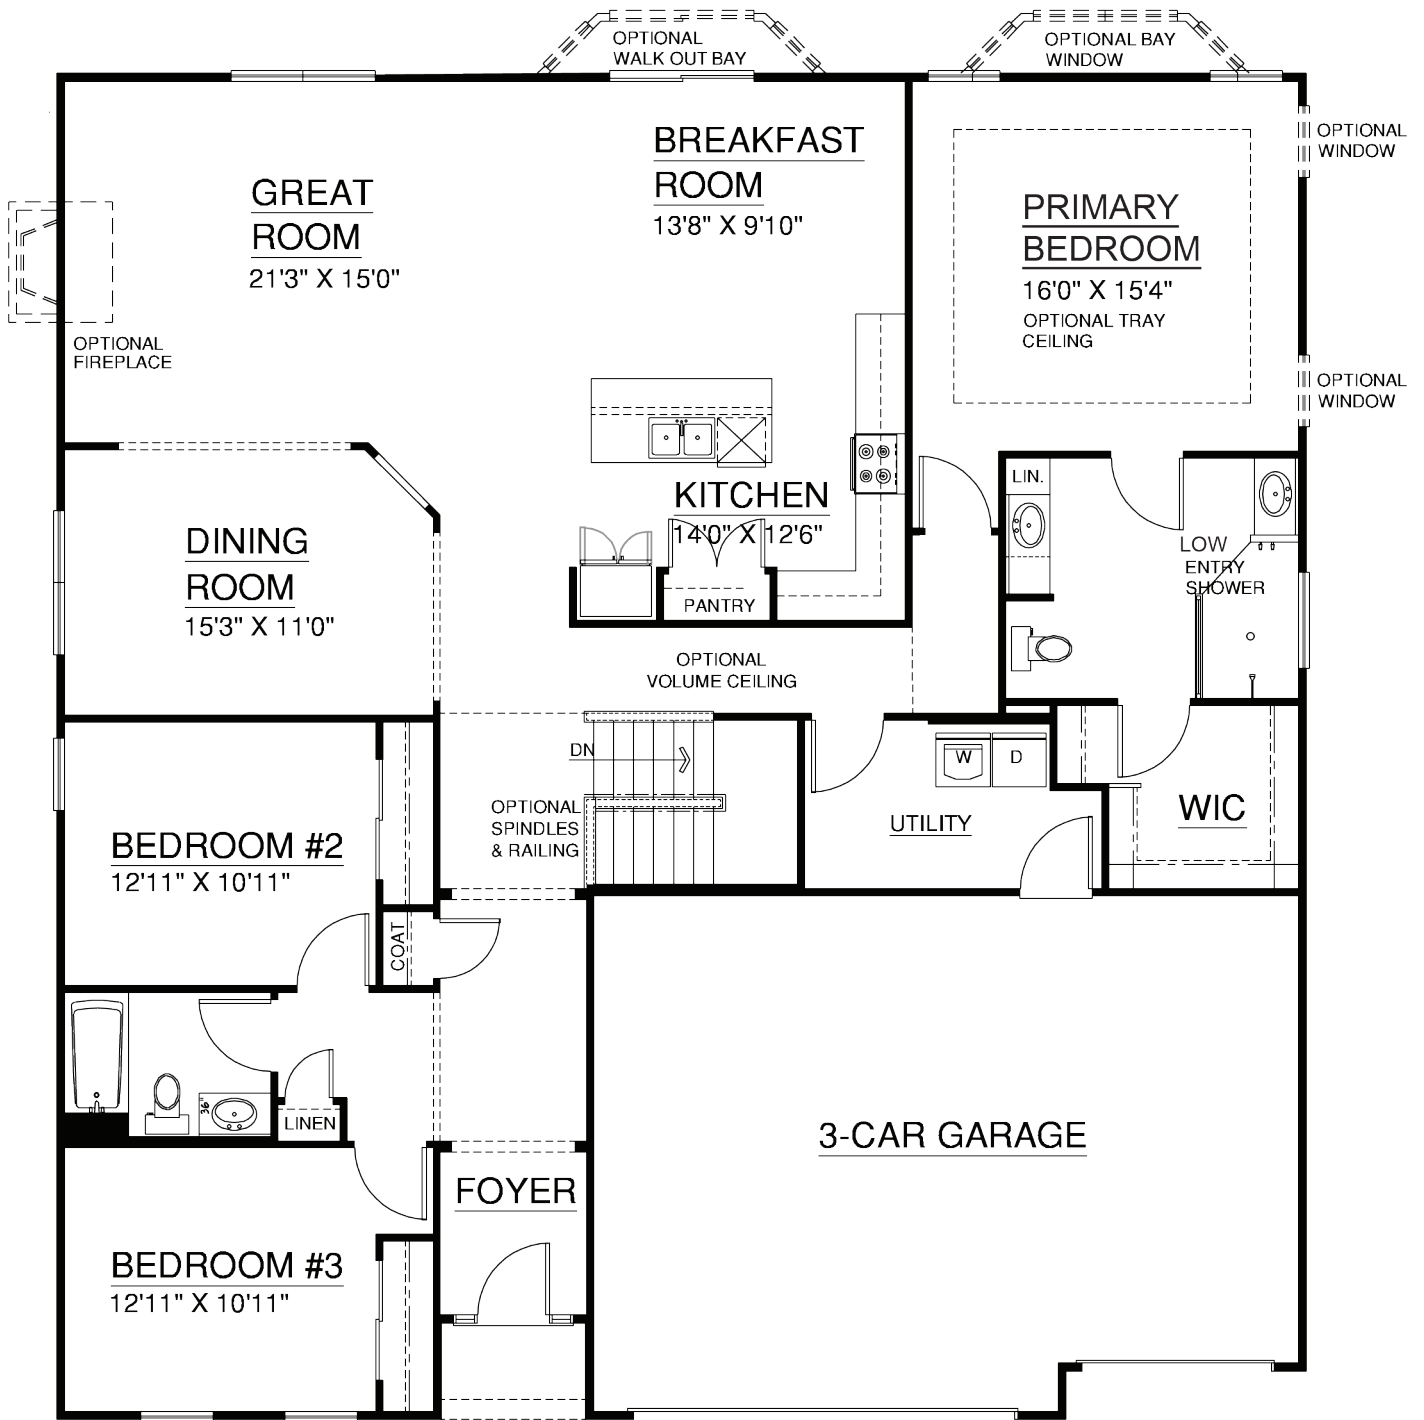 OPTIONAL
WALK OUT BAY
OPTIONAL BAY
WINDOW
OPTIONAL
WINDOW
BREAKFAST
ROOM
13'8" X 9'10"
GREAT
ROOM
21'3" X 15'0"
PRIMARY
BEDROOM
16'0" X 15'4"
OPTIONAL TRAY
CEILING
OPTIONAL
FIREPLACE
OPTIONAL
WINDOW
LIN.
KITCHEN
14'0" X 12'6"
PANTRY
DINING
ROOM
15'3" X 11'0"
LOW
ENTRY
SHOWER
OPTIONAL
VOLUME CEILING
DN
W
D
OPTIONAL
SPINDLES
& RAILING
UTILITY
WIC
BEDROOM #2
12'11" X 10'11"
COAT
36"
LINEN
3-CAR GARAGE
FOYER
BEDROOM #3
12'11" X 10'11"